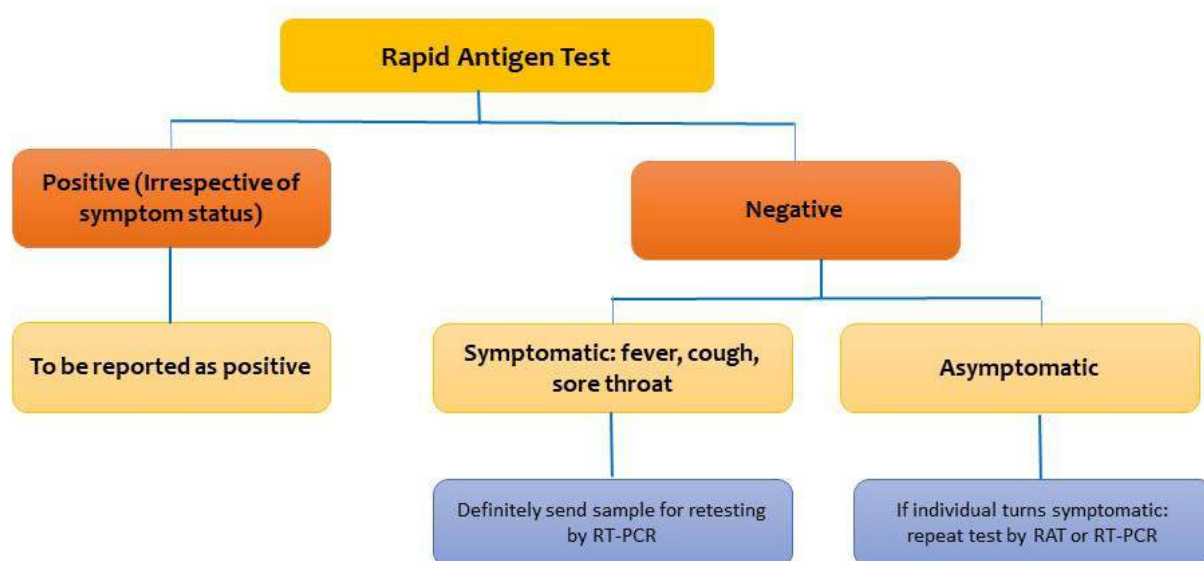 Rapid Antigen Test
Positive (Irrespective of
symptom status)
Negative
To be reported as positive
Symptomatic: fever, cough,
sore throat
Asymptomatic
Definitely send sample for retesting
by RT-PCR
If individual turns symptomatic:
repeat test by RAT or RT-PCR